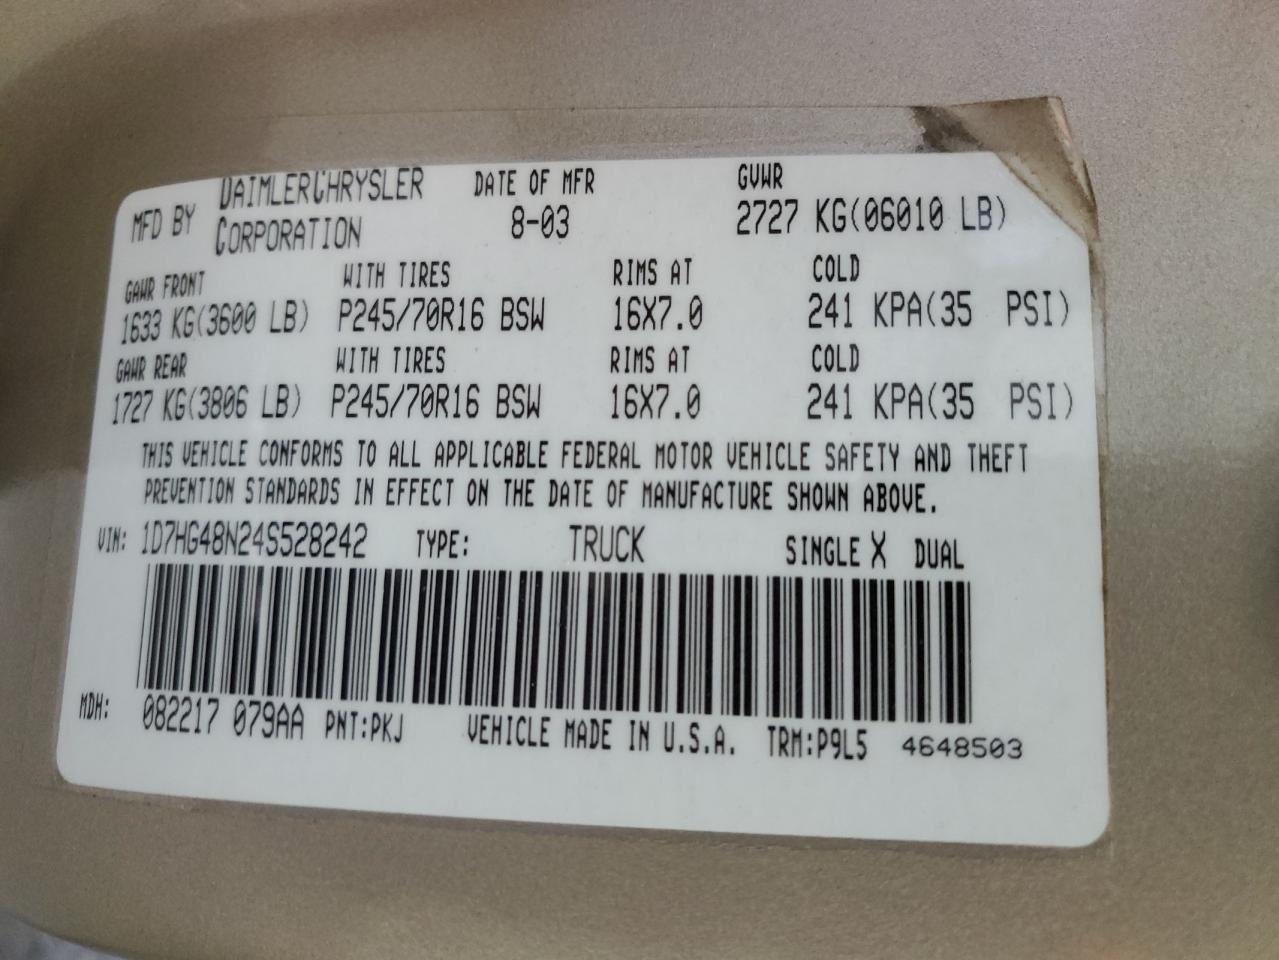 MFD BY DAIMLERCHRYSLER CORPORATION DATE OF MFR 8-03 GVWR 2727 KG(06010 LB)
GAWR FRONT WITH TIRES RIMS AT COLD
1633 KG(3600 LB) P245/70R16 BSW 16X7.0 241 KPA(35 PSI)
GAWR REAR WITH TIRES RIMS AT COLD
1727 KG(3806 LB) P245/70R16 BSW 16X7.0 241 KPA(35 PSI)
THIS VEHICLE CONFORMS TO ALL APPLICABLE FEDERAL MOTOR VEHICLE SAFETY AND THEFT
PREVENTION STANDARDS IN EFFECT ON THE DATE OF MANUFACTURE SHOWN ABOVE.
VIN: 1D7HG48N24S528242 TYPE: TRUCK SINGLE X DUAL
MDH: 082217 079AA PNT:PKJ VEHICLE MADE IN U.S.A. TRM:P9L5 4648503